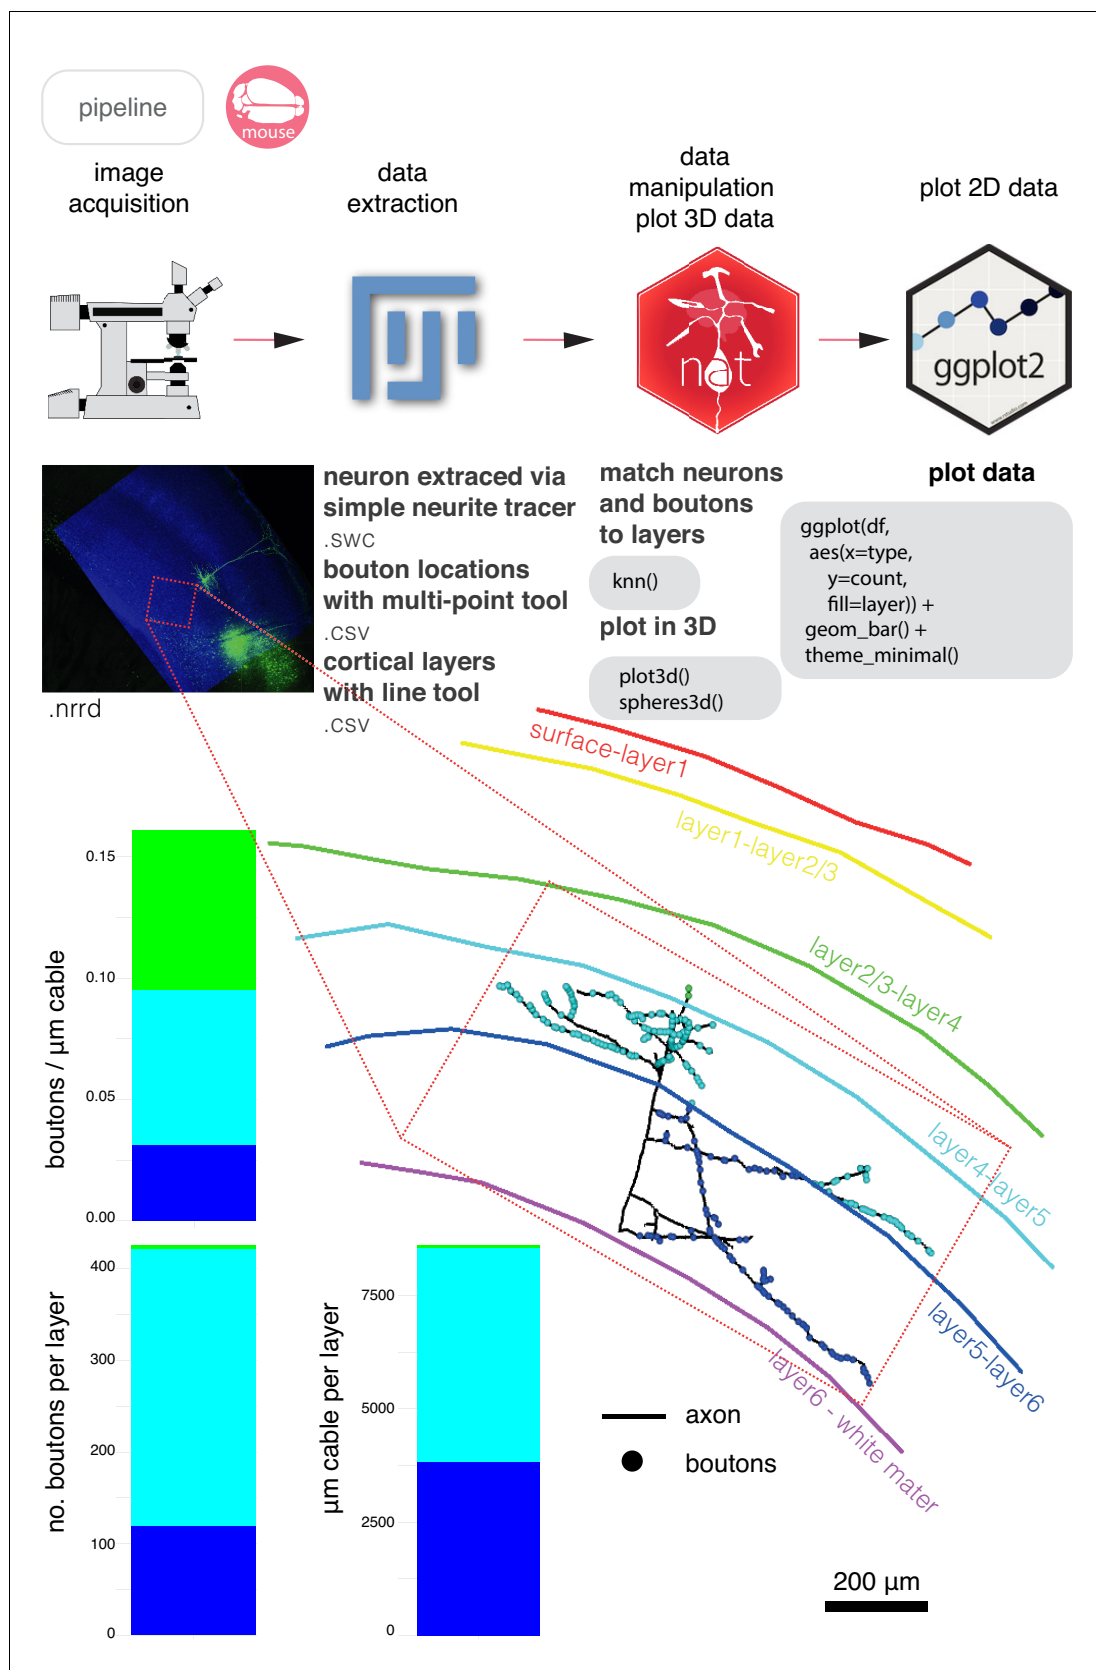 pipeline
mouse
image
acquisition
data
extraction
data
manipulation
plot 3D data
plot 2D data
nat
ggplot2
www.rstudio.com
.nrrd
neuron extraced via
simple neurite tracer
.SWC
bouton locations
with multi-point tool
.CSV
cortical layers
with line tool
.CSV
match neurons
and boutons
to layers
knn()
plot in 3D
plot3d()
spheres3d()
plot data
ggplot(df,
aes(x=type,
y=count,
fill=layer)) +
geom_bar() +
theme_minimal()
surface-layer1
layer1-layer2/3
layer2/3-layer4
layer4-layer5
layer5-layer6
layer6 - white mater
boutons / µm cable
0.15
0.10
0.05
0.00
no. boutons per layer
400
300
200
100
0
µm cable per layer
7500
5000
2500
0
axon
boutons
200 µm